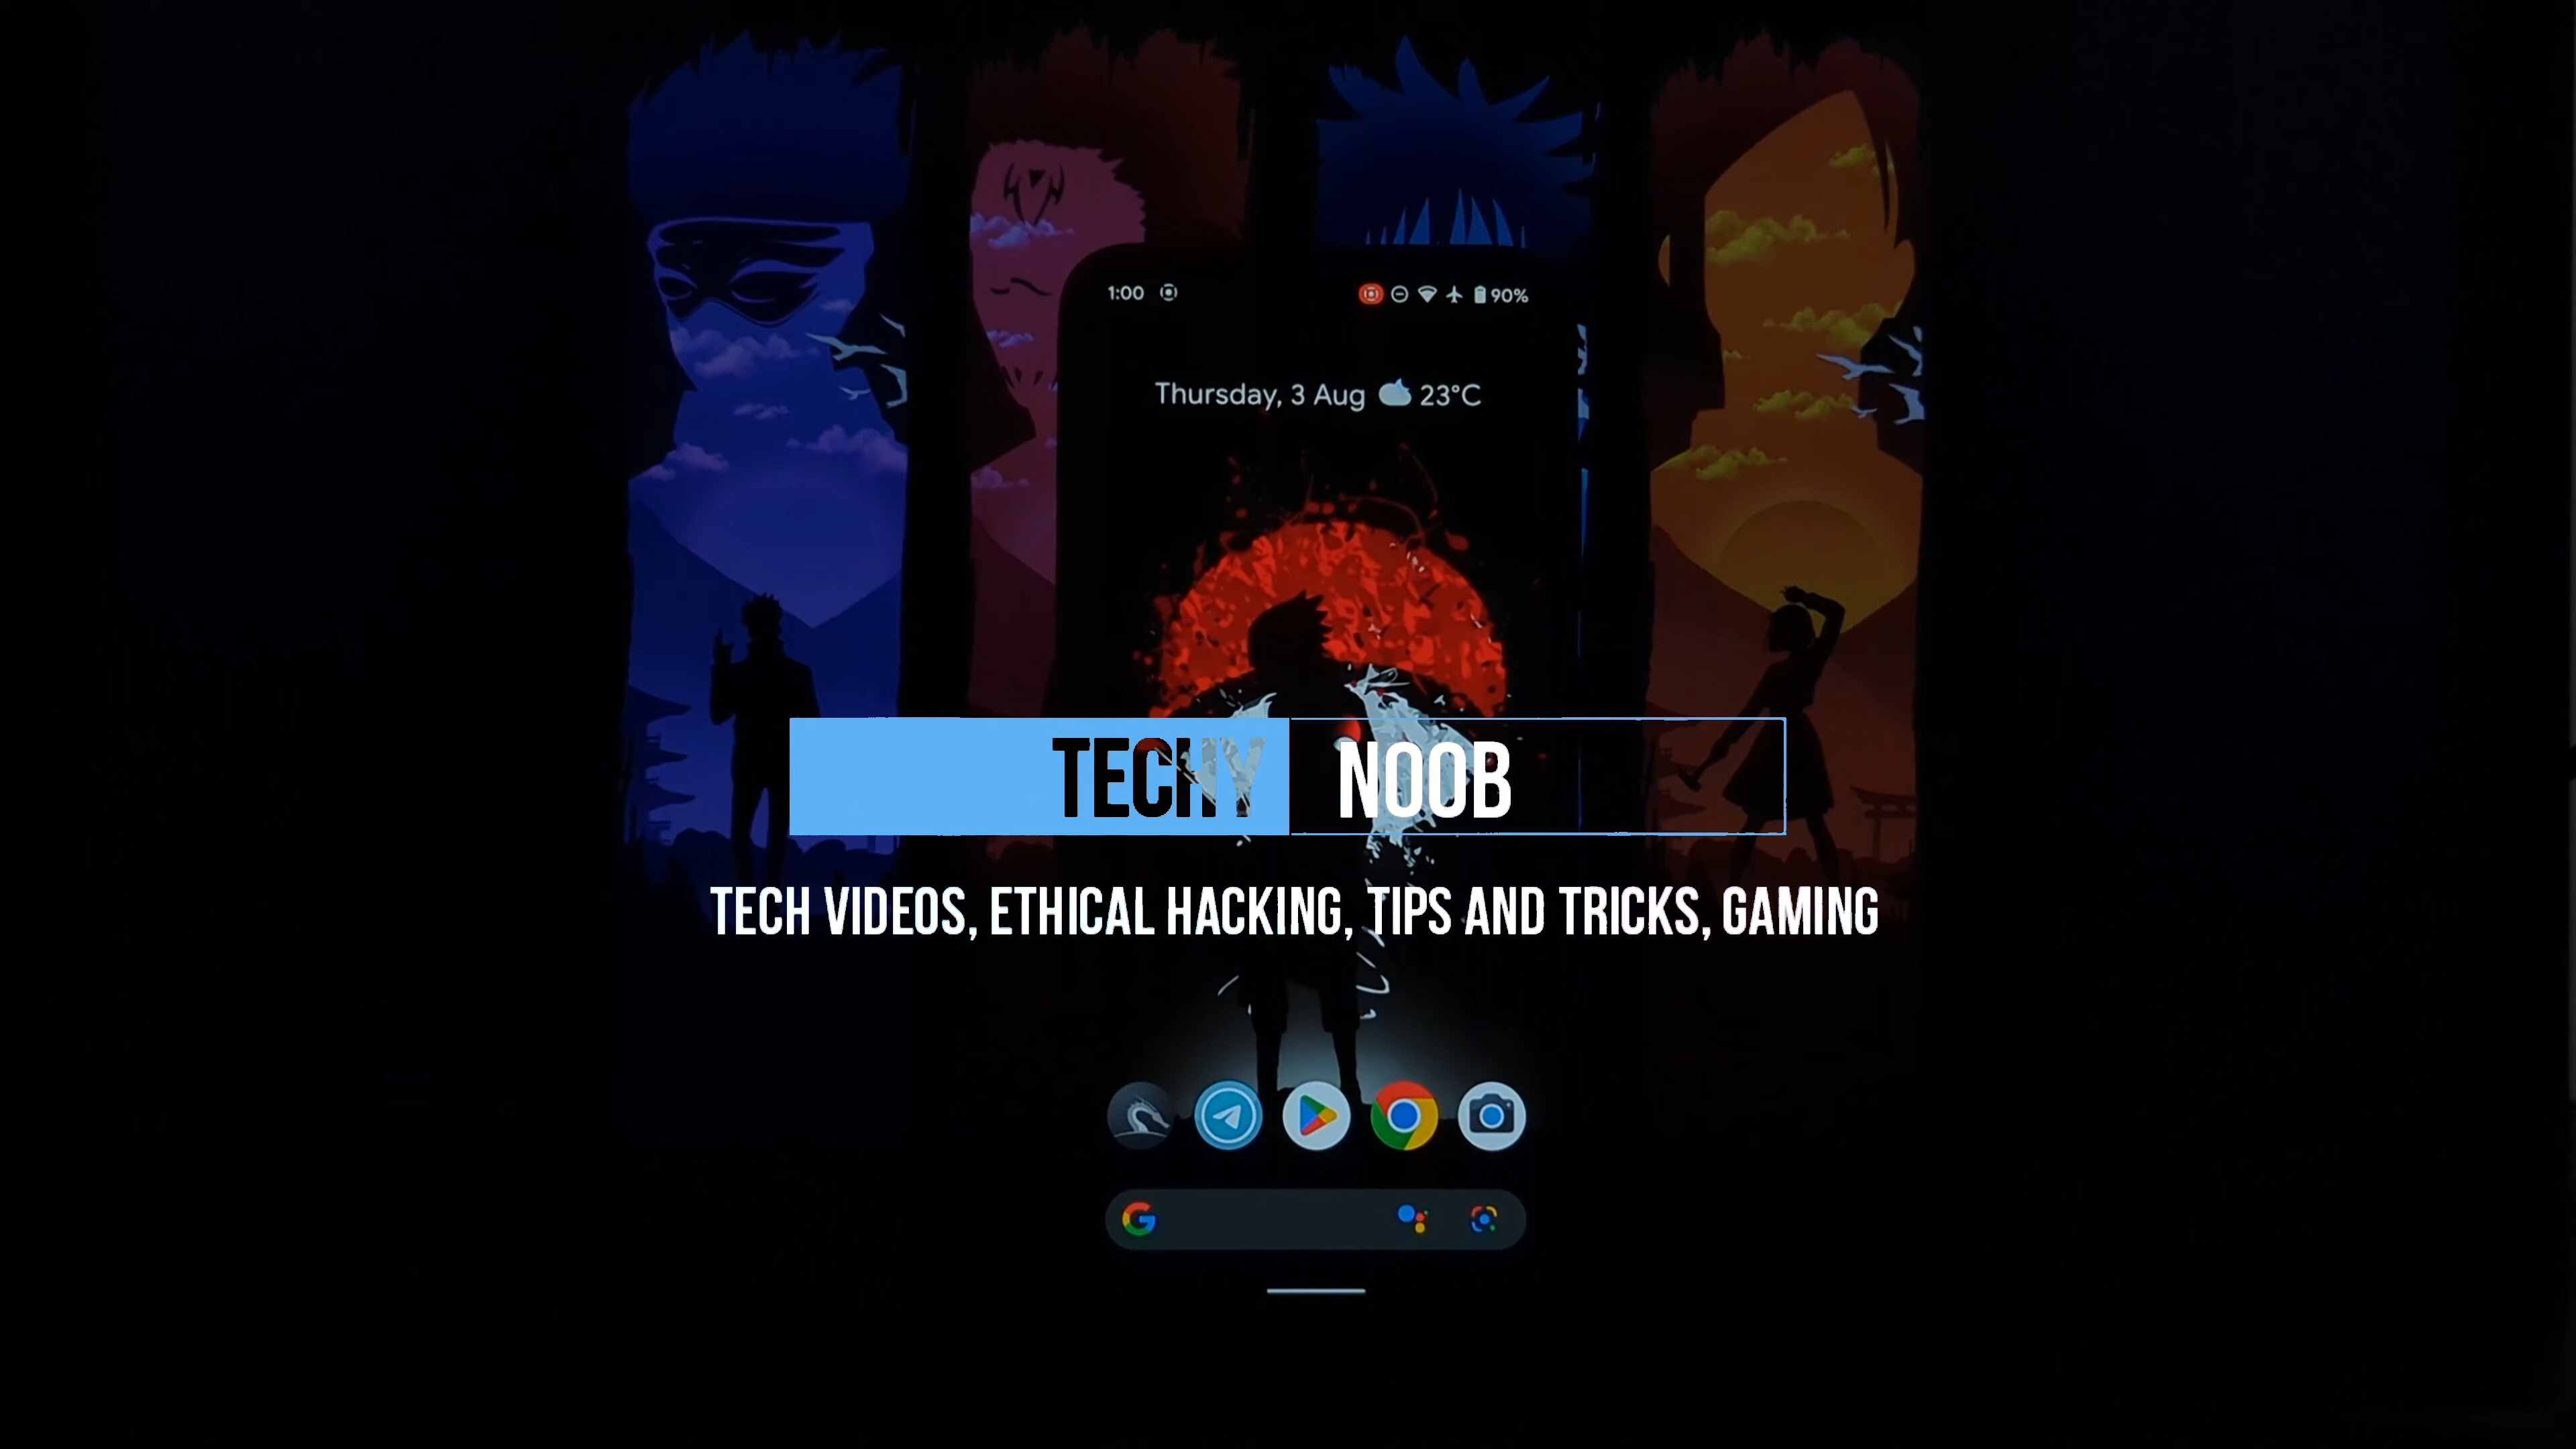 1:00 90%
Thursday, 3 Aug 23°C
TECHY NOOB
TECH VIDEOS, ETHICAL HACKING, TIPS AND TRICKS, GAMING